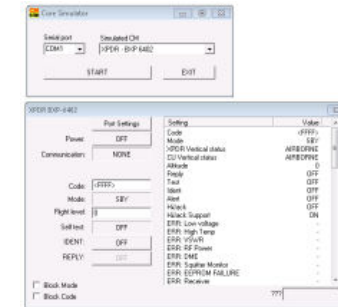 Core Simulator
Serial port
Simulated CM
COM1
XPDR - BXP 6402
START
EXIT
XPDR BXP-6402
Port Settings
Power:
OFF
Communication:
NONE
Code:
<FFFF>
Mode:
SBY
Flight level:
0
Self test:
OFF
IDENT:
OFF
REPLY:
OFF
Block Mode
Block Code
Setting Value
Code <FFFF>
Mode SBY
XPDR Vertical status AIRBORNE
CU Vertical status AIRBORNE
Altitude 0
Reply OFF
Test OFF
Ident OFF
Alert OFF
Hi-Jack OFF
Hi-Jack Support ON
ERR: Low voltage -
ERR: High Temp -
ERR: VSWR -
ERR: RF Power -
ERR: DME -
ERR: Squitter Monitor -
ERR: EEPROM FAILURE -
ERR: Receiver -
???